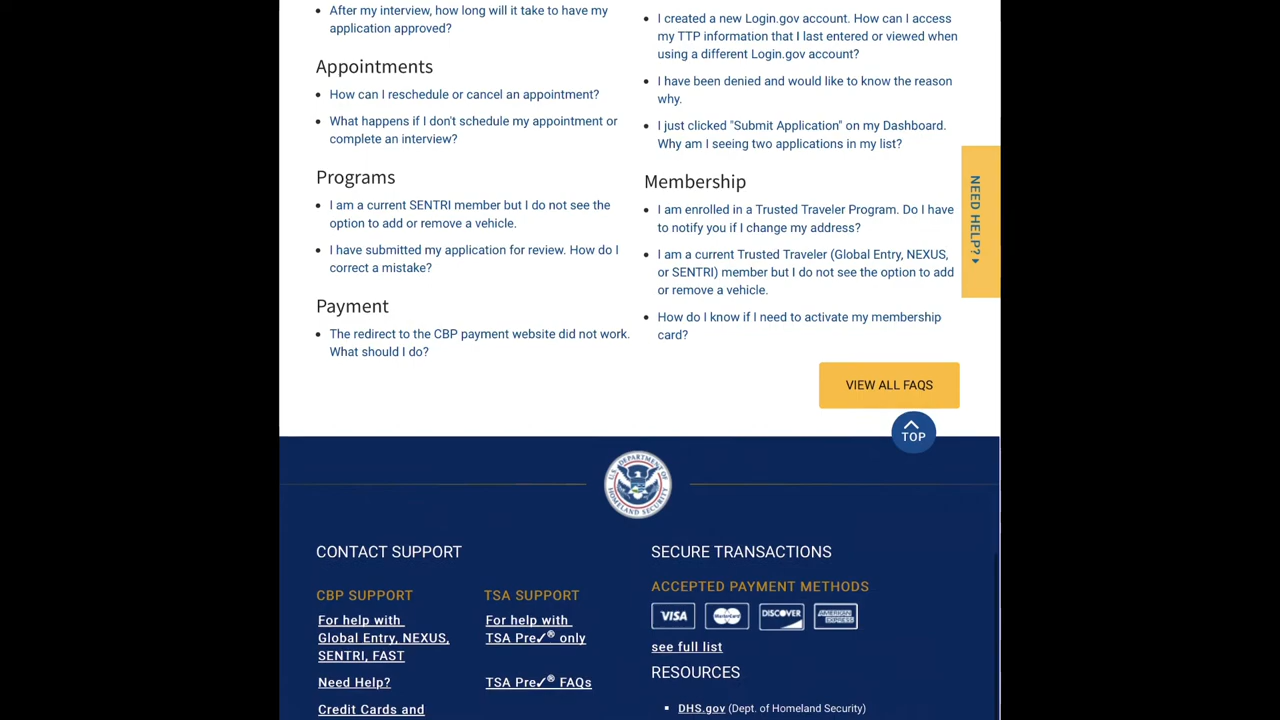 After my interview, how long will it take to have my
application approved?
Appointments
How can I reschedule or cancel an appointment?
What happens if I don't schedule my appointment or
complete an interview?
Programs
I am a current SENTRI member but I do not see the
option to add or remove a vehicle.
I have submitted my application for review. How do I
correct a mistake?
Payment
The redirect to the CBP payment website did not work.
What should I do?
I created a new Login.gov account. How can I access
my TTP information that I last entered or viewed when
using a different Login.gov account?
I have been denied and would like to know the reason
why.
I just clicked "Submit Application" on my Dashboard.
Why am I seeing two applications in my list?
Membership
I am enrolled in a Trusted Traveler Program. Do I have
to notify you if I change my address?
I am a current Trusted Traveler (Global Entry, NEXUS,
or SENTRI) member but I do not see the option to add
or remove a vehicle.
How do I know if I need to activate my membership
card?
NEED HELP?
VIEW ALL FAQS
TOP
U.S. DEPARTMENT OF
HOMELAND SECURITY
CONTACT SUPPORT
CBP SUPPORT
For help with
Global Entry, NEXUS,
SENTRI, FAST
Need Help?
Credit Cards and
TSA SUPPORT
For help with
TSA Pre✓® only
TSA Pre✓® FAQs
SECURE TRANSACTIONS
ACCEPTED PAYMENT METHODS
VISA MasterCard DISCOVER AMERICAN EXPRESS
see full list
RESOURCES
DHS.gov (Dept. of Homeland Security)